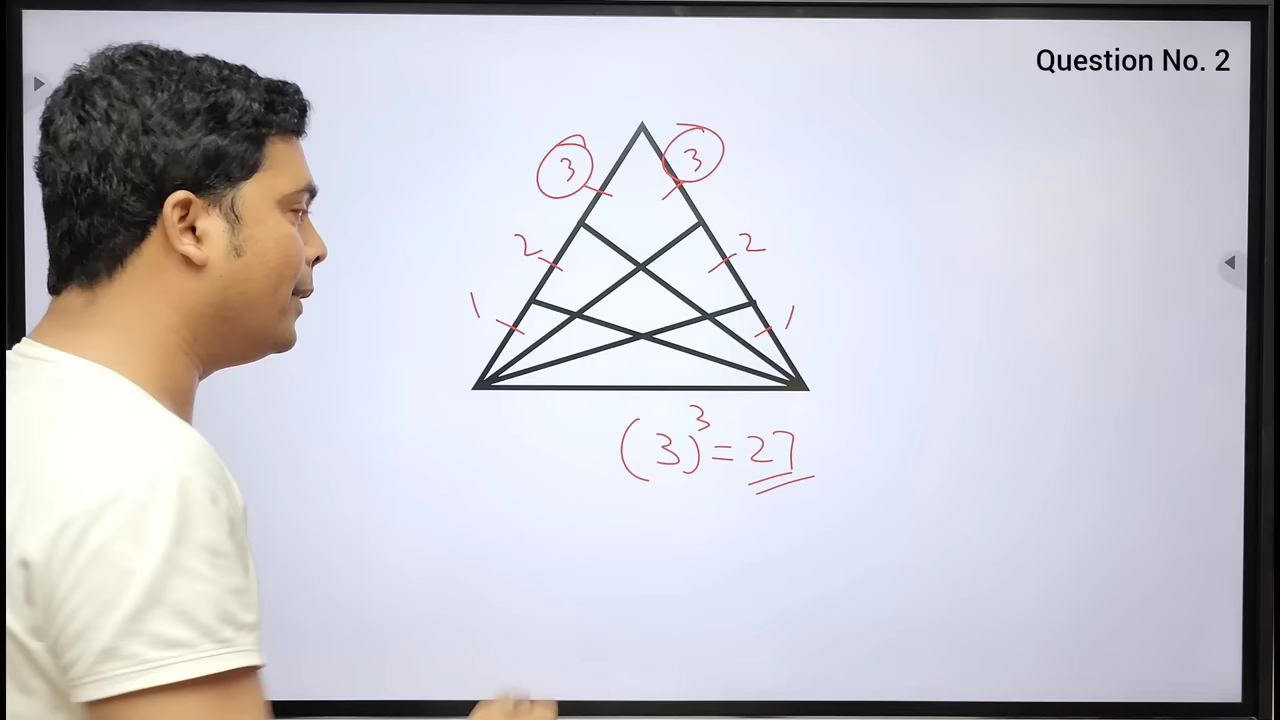 Question No. 2
3 3
2 2
1 1
(3)³ = 27